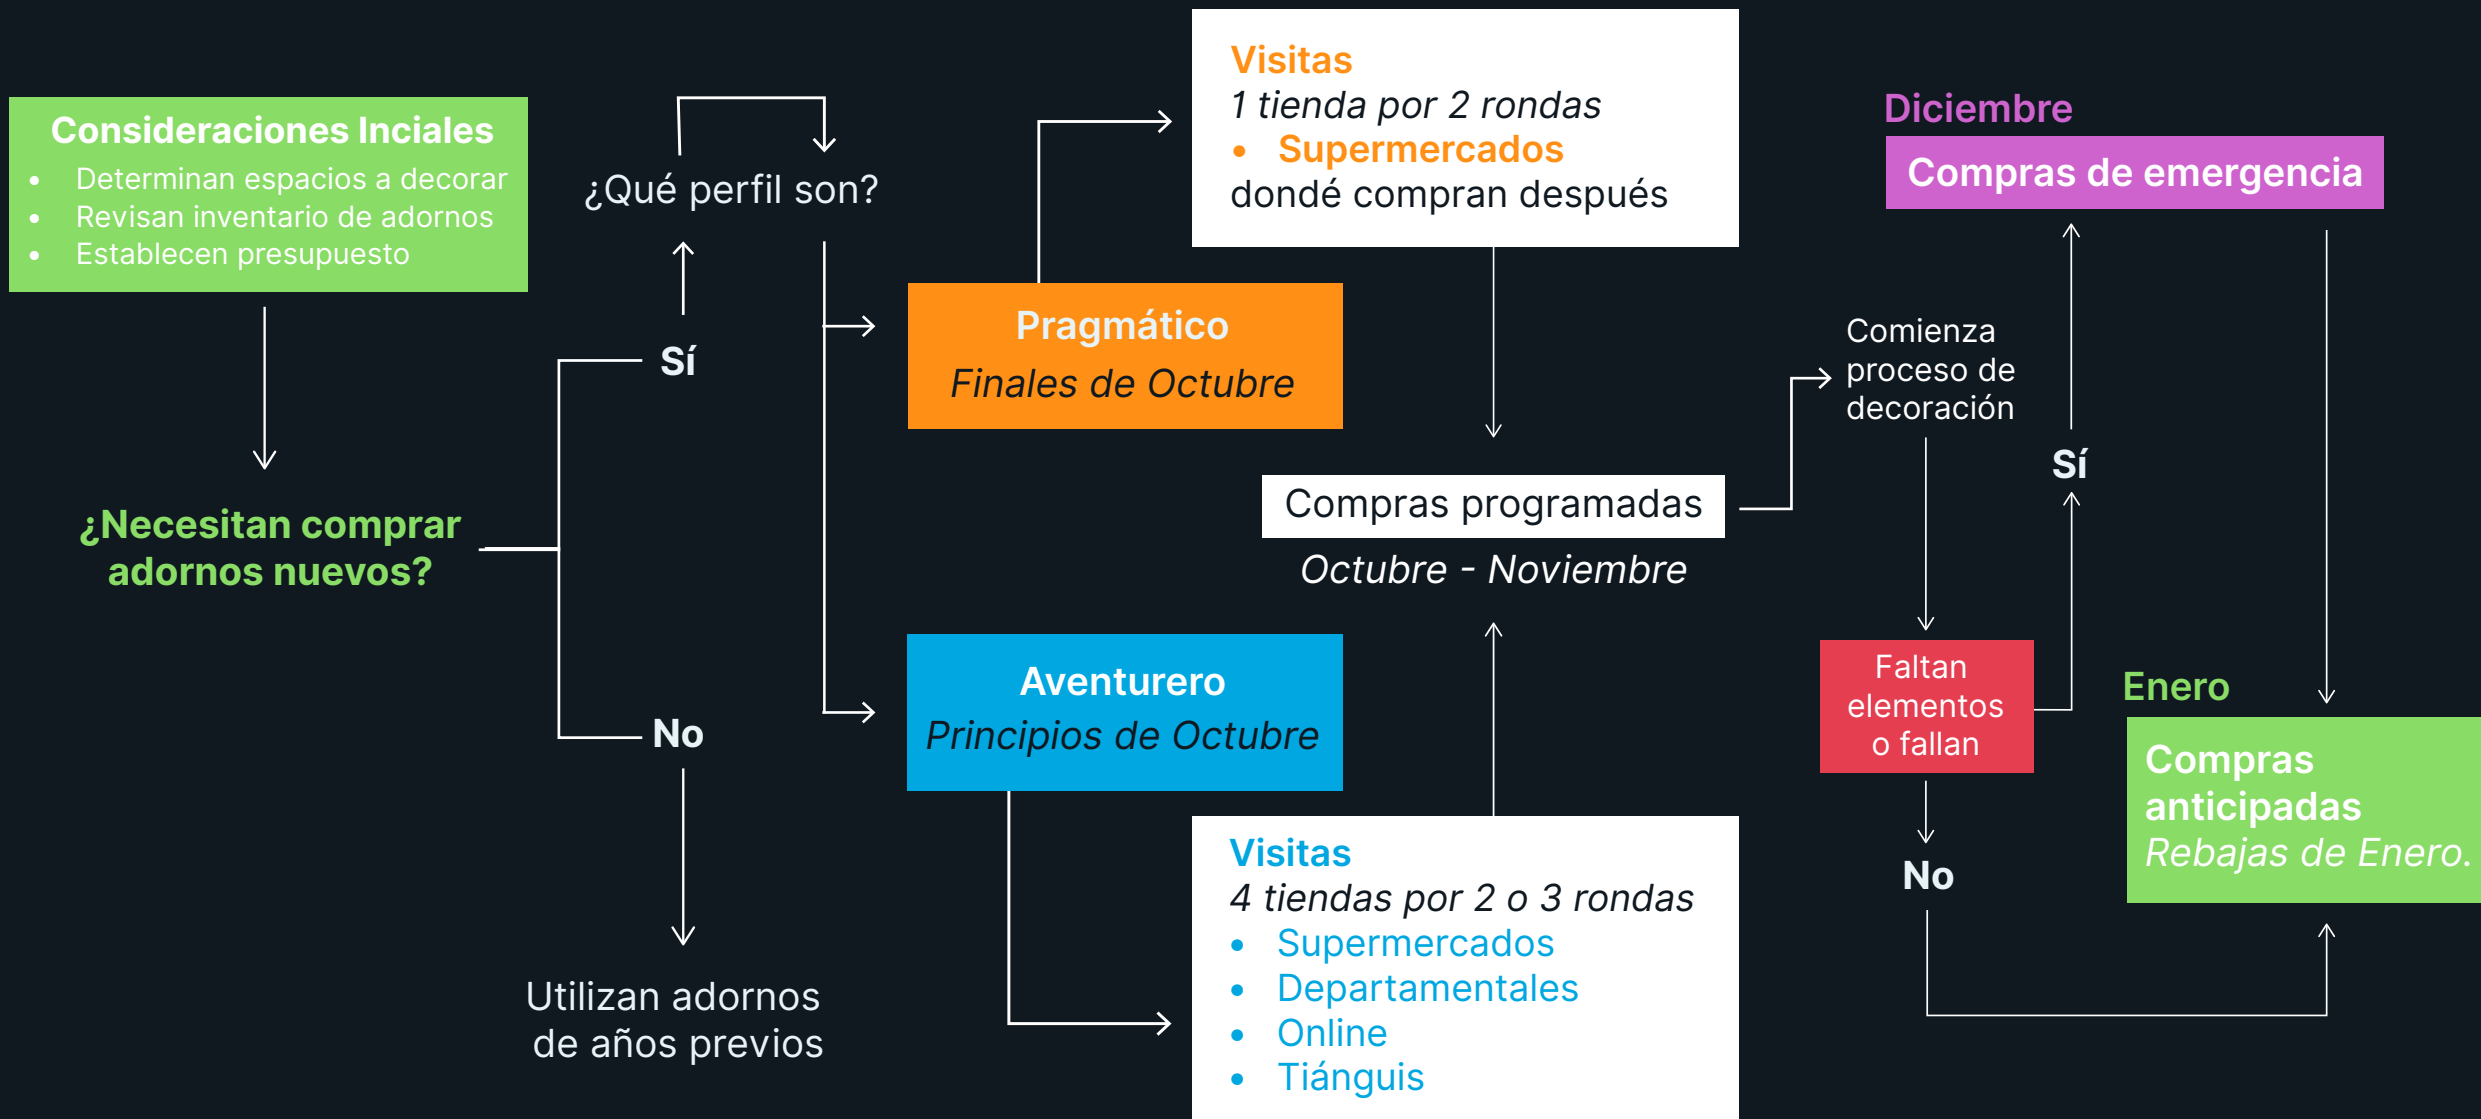 Consideraciones Inciales
• Determinan espacios a decorar
• Revisan inventario de adornos
• Establecen presupuesto
¿Necesitan comprar
adornos nuevos?
Sí
No
Utilizan adornos
de años previos
¿Qué perfil son?
Pragmático
Finales de Octubre
Aventurero
Principios de Octubre
Visitas
1 tienda por 2 rondas
• Supermercados
dondé compran después
Compras programadas
Octubre - Noviembre
Visitas
4 tiendas por 2 o 3 rondas
• Supermercados
• Departamentales
• Online
• Tiánguis
Comienza
proceso de
decoración
Faltan
elementos
o fallan
Sí
No
Diciembre
Compras de emergencia
Enero
Compras
anticipadas
Rebajas de Enero.